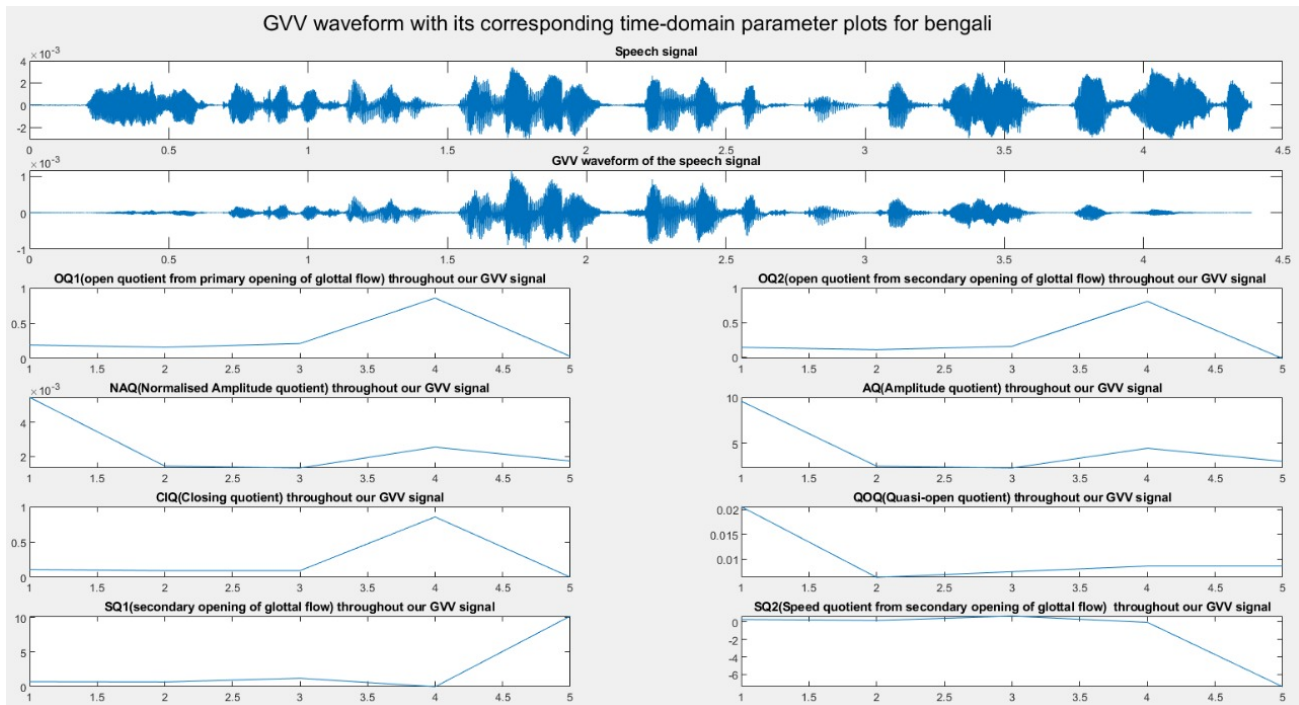 GVV waveform with its corresponding time-domain parameter plots for bengali
Speech signal
×10⁻³
4
2
0
-2
0 0.5 1 1.5 2 2.5 3 3.5 4 4.5
GVV waveform of the speech signal
×10⁻³
1
0
-1
0 0.5 1 1.5 2 2.5 3 3.5 4 4.5
OQ1(open quotient from primary opening of glottal flow) throughout our GVV signal
1
0.5
0
1 1.5 2 2.5 3 3.5 4 4.5 5
OQ2(open quotient from secondary opening of glottal flow) throughout our GVV signal
1
0.5
0
1 1.5 2 2.5 3 3.5 4 4.5 5
NAQ(Normalised Amplitude quotient) throughout our GVV signal
×10⁻³
4
2
1 1.5 2 2.5 3 3.5 4 4.5 5
AQ(Amplitude quotient) throughout our GVV signal
10
5
1 1.5 2 2.5 3 3.5 4 4.5 5
ClQ(Closing quotient) throughout our GVV signal
1
0.5
0
1 1.5 2 2.5 3 3.5 4 4.5 5
QOQ(Quasi-open quotient) throughout our GVV signal
0.02
0.015
0.01
1 1.5 2 2.5 3 3.5 4 4.5 5
SQ1(secondary opening of glottal flow) throughout our GVV signal
10
5
0
1 1.5 2 2.5 3 3.5 4 4.5 5
SQ2(Speed quotient from secondary opening of glottal flow) throughout our GVV signal
0
-2
-4
-6
1 1.5 2 2.5 3 3.5 4 4.5 5